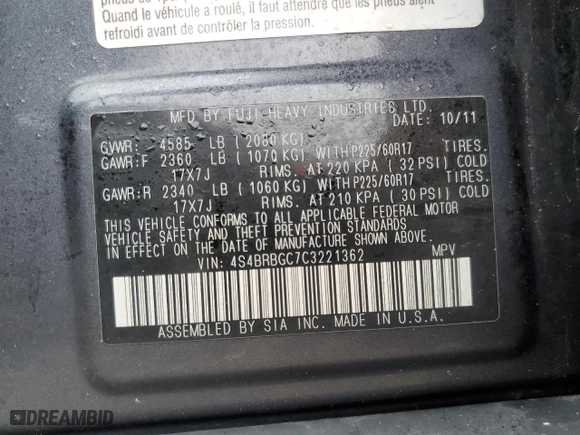 Quand le véhicule a roulé, il faut attendre que les pneus aient
refroidi avant de contrôler la pression.
MFD BY FUJI HEAVY INDUSTRIES LTD.
DATE: 10/11
GVWR: 4585 LB ( 2080 KG)
GAWR:F 2360 LB ( 1070 KG) WITH P225/60R17 TIRES.
17X7J RIMS. AT 220 KPA ( 32 PSI) COLD
GAWR:R 2340 LB ( 1060 KG) WITH P225/60R17 TIRES.
17X7J RIMS. AT 210 KPA ( 30 PSI) COLD
THIS VEHICLE CONFORMS TO ALL APPLICABLE FEDERAL MOTOR
VEHICLE SAFETY AND THEFT PREVENTION STANDARDS
IN EFFECT ON THE DATE OF MANUFACTURE SHOWN ABOVE.
VIN: 4S4BRBGC7C3221362 MPV
ASSEMBLED BY SIA INC. MADE IN U.S.A.
DREAMBID